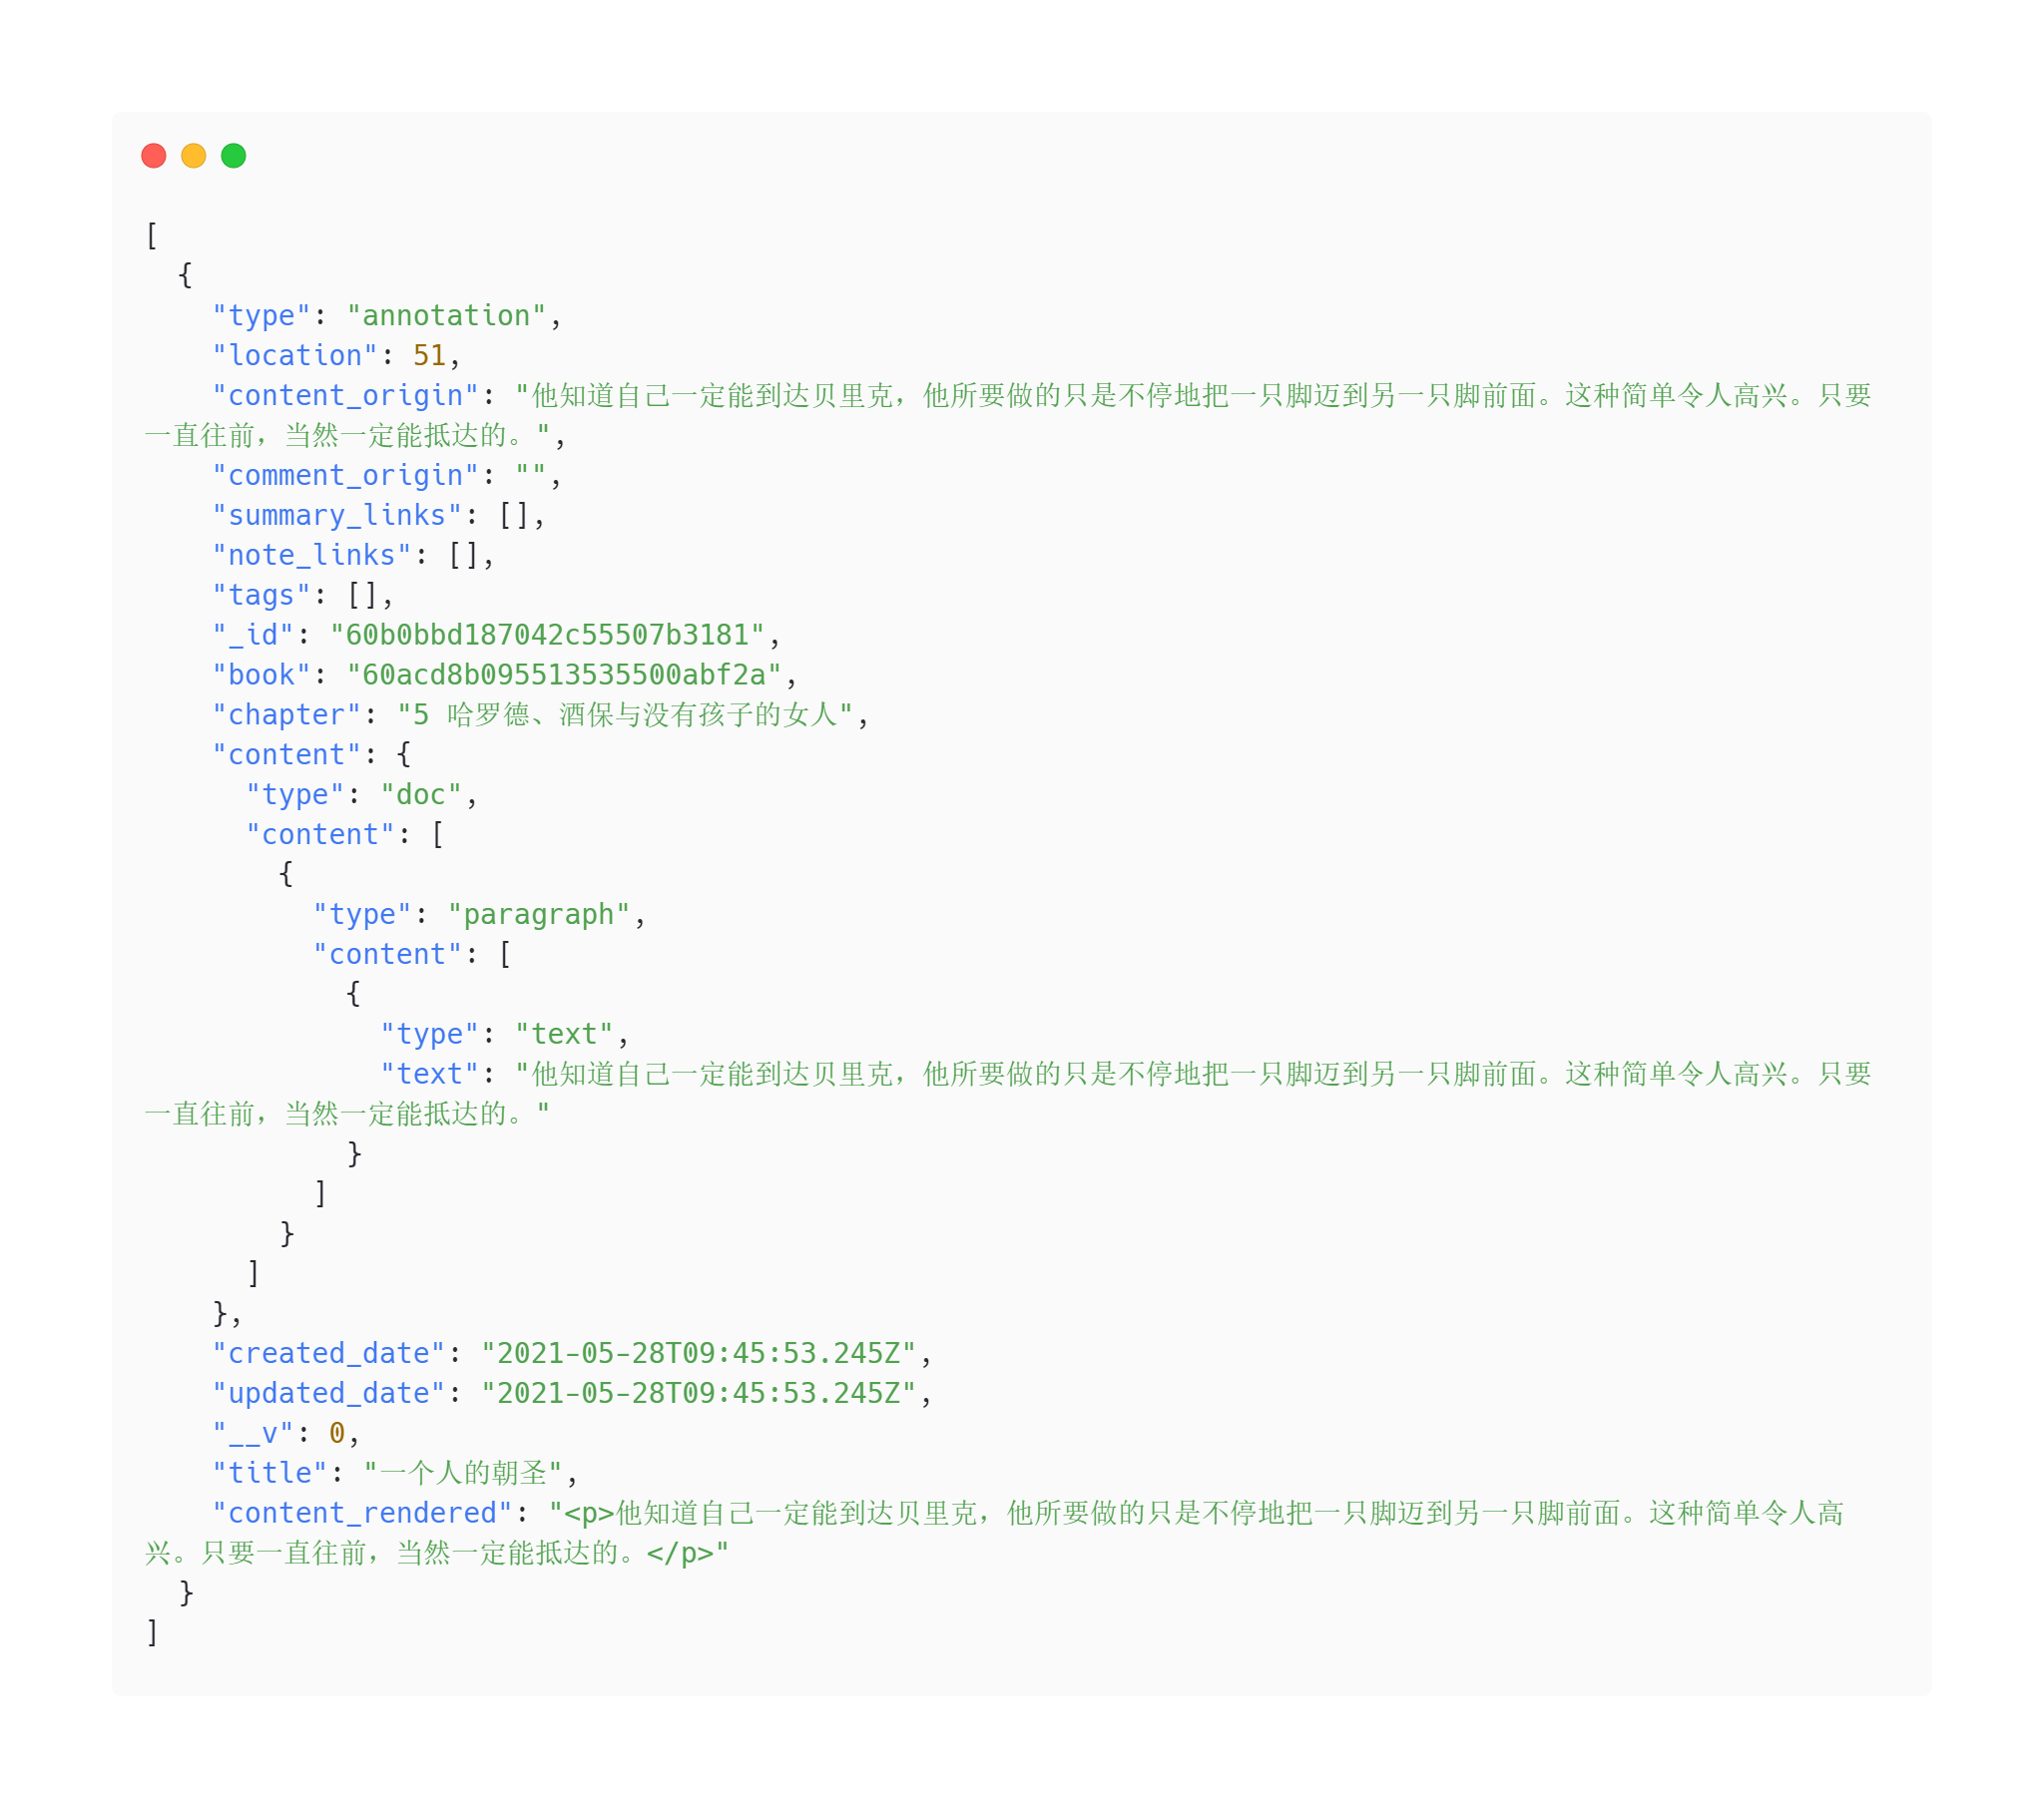 [
  {
    "type": "annotation",
    "location": 51,
    "content_origin": "他知道自己一定能到达贝里克，他所要做的只是不停地把一只脚迈到另一只脚前面。这种简单令人高兴。只要
一直往前，当然一定能抵达的。",
    "comment_origin": "",
    "summary_links": [],
    "note_links": [],
    "tags": [],
    "_id": "60b0bbd187042c55507b3181",
    "book": "60acd8b095513535500abf2a",
    "chapter": "5 哈罗德、酒保与没有孩子的女人",
    "content": {
      "type": "doc",
      "content": [
        {
          "type": "paragraph",
          "content": [
            {
              "type": "text",
              "text": "他知道自己一定能到达贝里克，他所要做的只是不停地把一只脚迈到另一只脚前面。这种简单令人高兴。只要
一直往前，当然一定能抵达的。"
            }
          ]
        }
      ]
    },
    "created_date": "2021-05-28T09:45:53.245Z",
    "updated_date": "2021-05-28T09:45:53.245Z",
    "__v": 0,
    "title": "一个人的朝圣",
    "content_rendered": "<p>他知道自己一定能到达贝里克，他所要做的只是不停地把一只脚迈到另一只脚前面。这种简单令人高
兴。只要一直往前，当然一定能抵达的。</p>"
  }
]